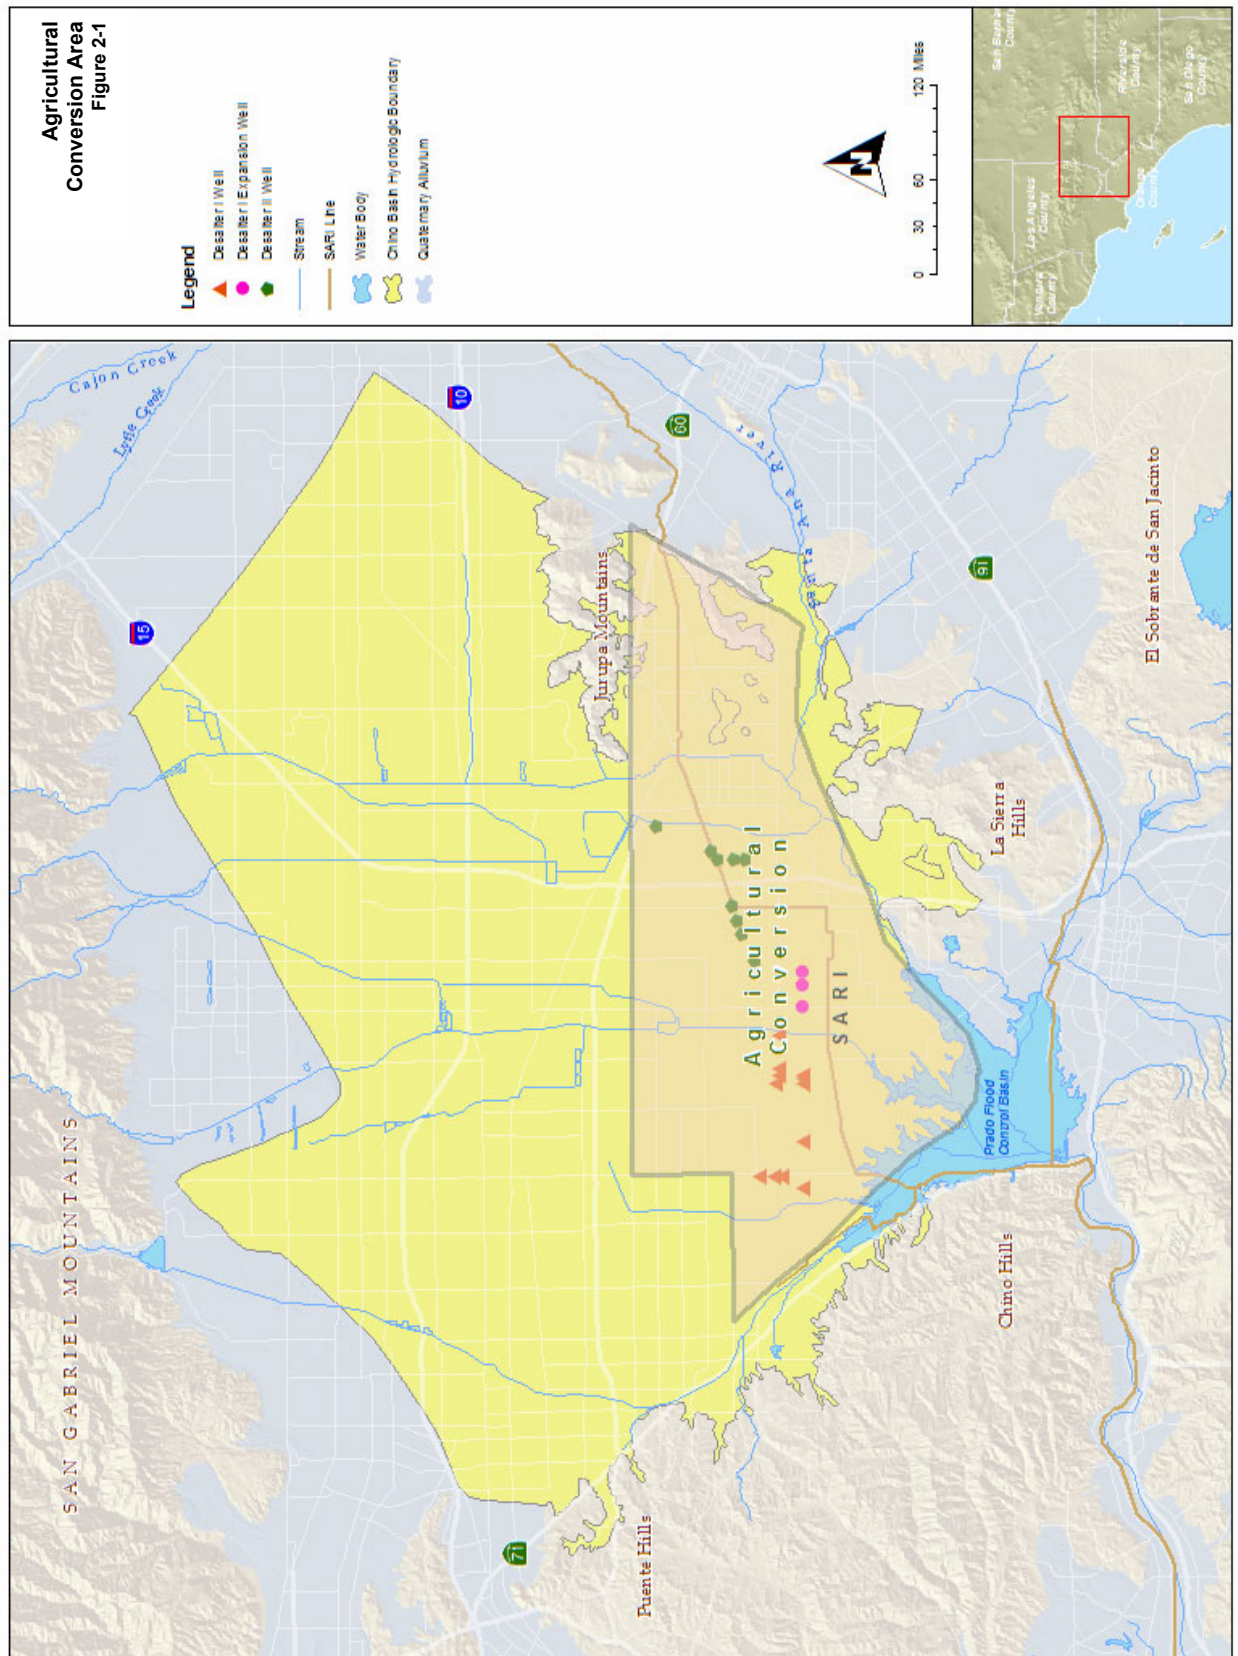 Agricultural
Conversion Area
Figure 2-1
Legend
Desalter I Well
Desalter I Expansion Well
Desalter II Well
Stream
SARI Line
Water Body
Chino Basin Hydrologic Boundary
Quaternary Alluvium
N
0 30 60 120 Miles
San Berna
County
Los Angeles
County
Ventura
County
Riverside
County
Orange
County
San Diego
County
Cajon Creek
Lytle Creek
15
10
60
91
71
SAN GABRIEL MOUNTAINS
Jurupa Mountains
Santa Ana River
El Sobrante de San Jacinto
La Sierra
Hills
Agricultural
Conversion
SARI
Prado Flood
Control Basin
Chino Hills
Puente Hills